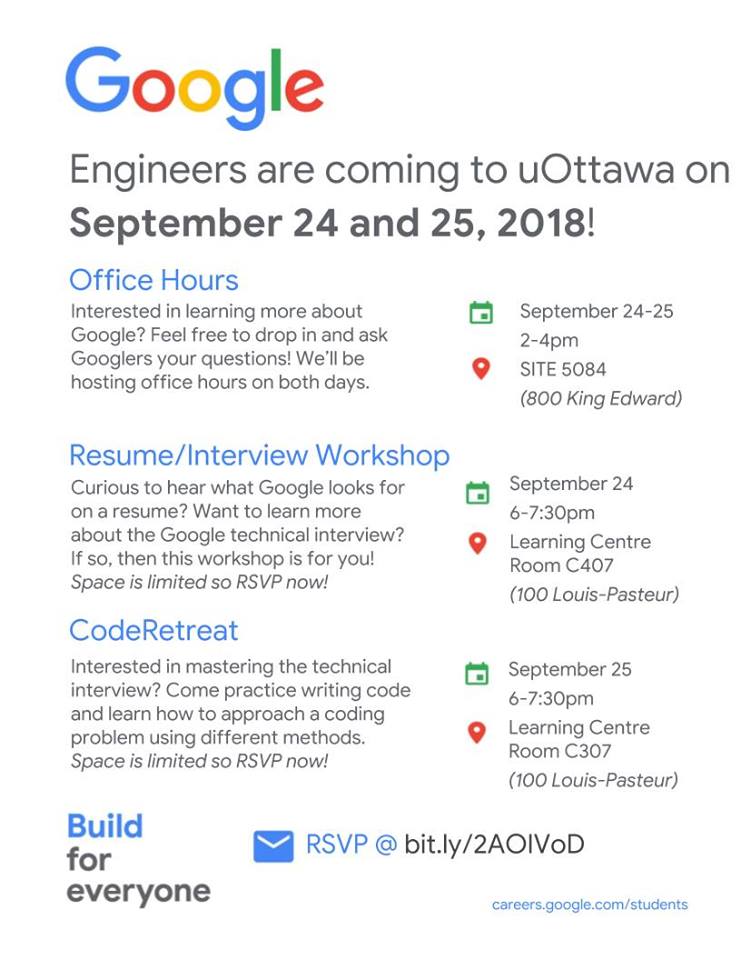 Google
Engineers are coming to uOttawa on
September 24 and 25, 2018!
Office Hours
Interested in learning more about
Google? Feel free to drop in and ask
Googlers your questions! We'll be
hosting office hours on both days.
September 24-25
2-4pm
SITE 5084
(800 King Edward)
Resume/Interview Workshop
Curious to hear what Google looks for
on a resume? Want to learn more
about the Google technical interview?
If so, then this workshop is for you!
Space is limited so RSVP now!
September 24
6-7:30pm
Learning Centre
Room C407
(100 Louis-Pasteur)
CodeRetreat
Interested in mastering the technical
interview? Come practice writing code
and learn how to approach a coding
problem using different methods.
Space is limited so RSVP now!
September 25
6-7:30pm
Learning Centre
Room C307
(100 Louis-Pasteur)
Build
for
everyone
RSVP @ bit.ly/2AOIVoD
careers.google.com/students